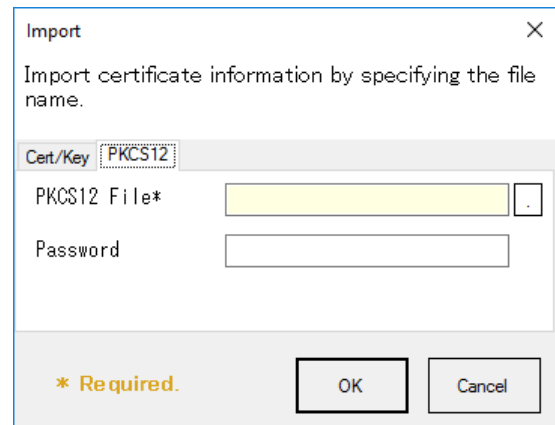 Import
Import certificate information by specifying the file
name.
Cert/Key PKCS12
PKCS12 File* .
Password
* Required. OK Cancel